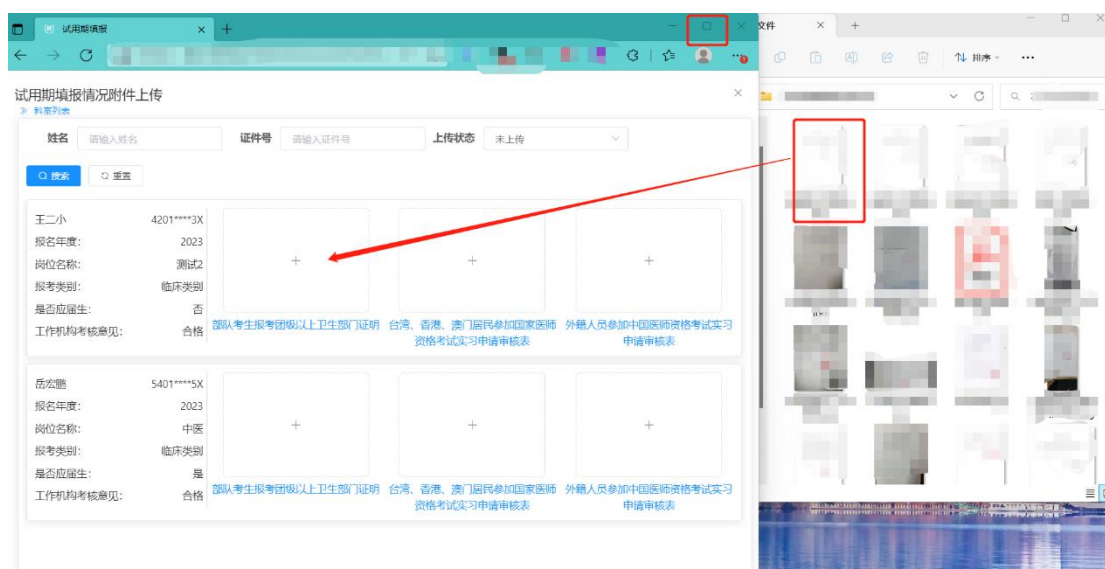 试用期填报
文件
排序
试用期填报情况附件上传
科室列表
姓名 请输入姓名 证件号 请输入证件号 上传状态 未上传
搜索 重置
王二小 4201****3X
报名年度: 2023
岗位名称: 测试2
报考类别: 临床类别
是否应届生: 否
工作机构考核意见: 合格
部队考生报考团级以上卫生部门证明
台湾、香港、澳门居民参加国家医师
资格考试实习申请审核表
外籍人员参加中国医师资格考试实习
申请审核表
岳宏鹏 5401****5X
报名年度: 2023
岗位名称: 中医
报考类别: 临床类别
是否应届生: 是
工作机构考核意见: 合格
部队考生报考团级以上卫生部门证明
台湾、香港、澳门居民参加国家医师
资格考试实习申请审核表
外籍人员参加中国医师资格考试实习
申请审核表